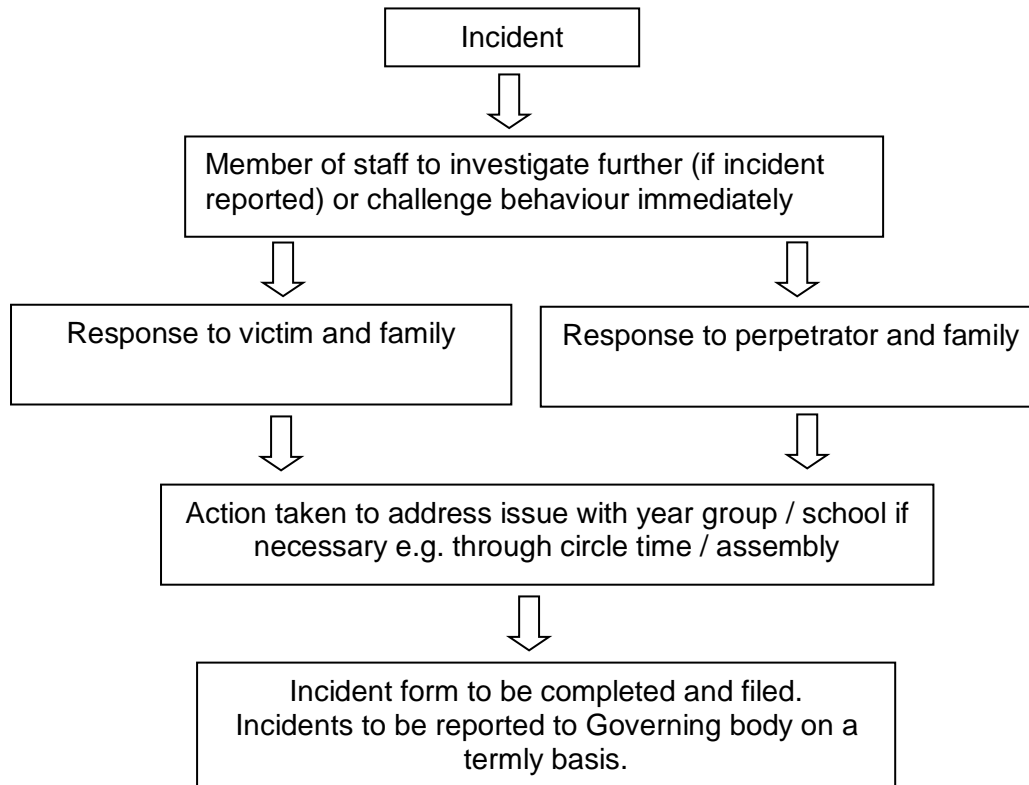 Incident
Member of staff to investigate further (if incident
reported) or challenge behaviour immediately
Response to victim and family
Response to perpetrator and family
Action taken to address issue with year group / school if
necessary e.g. through circle time / assembly
Incident form to be completed and filed.
Incidents to be reported to Governing body on a
termly basis.